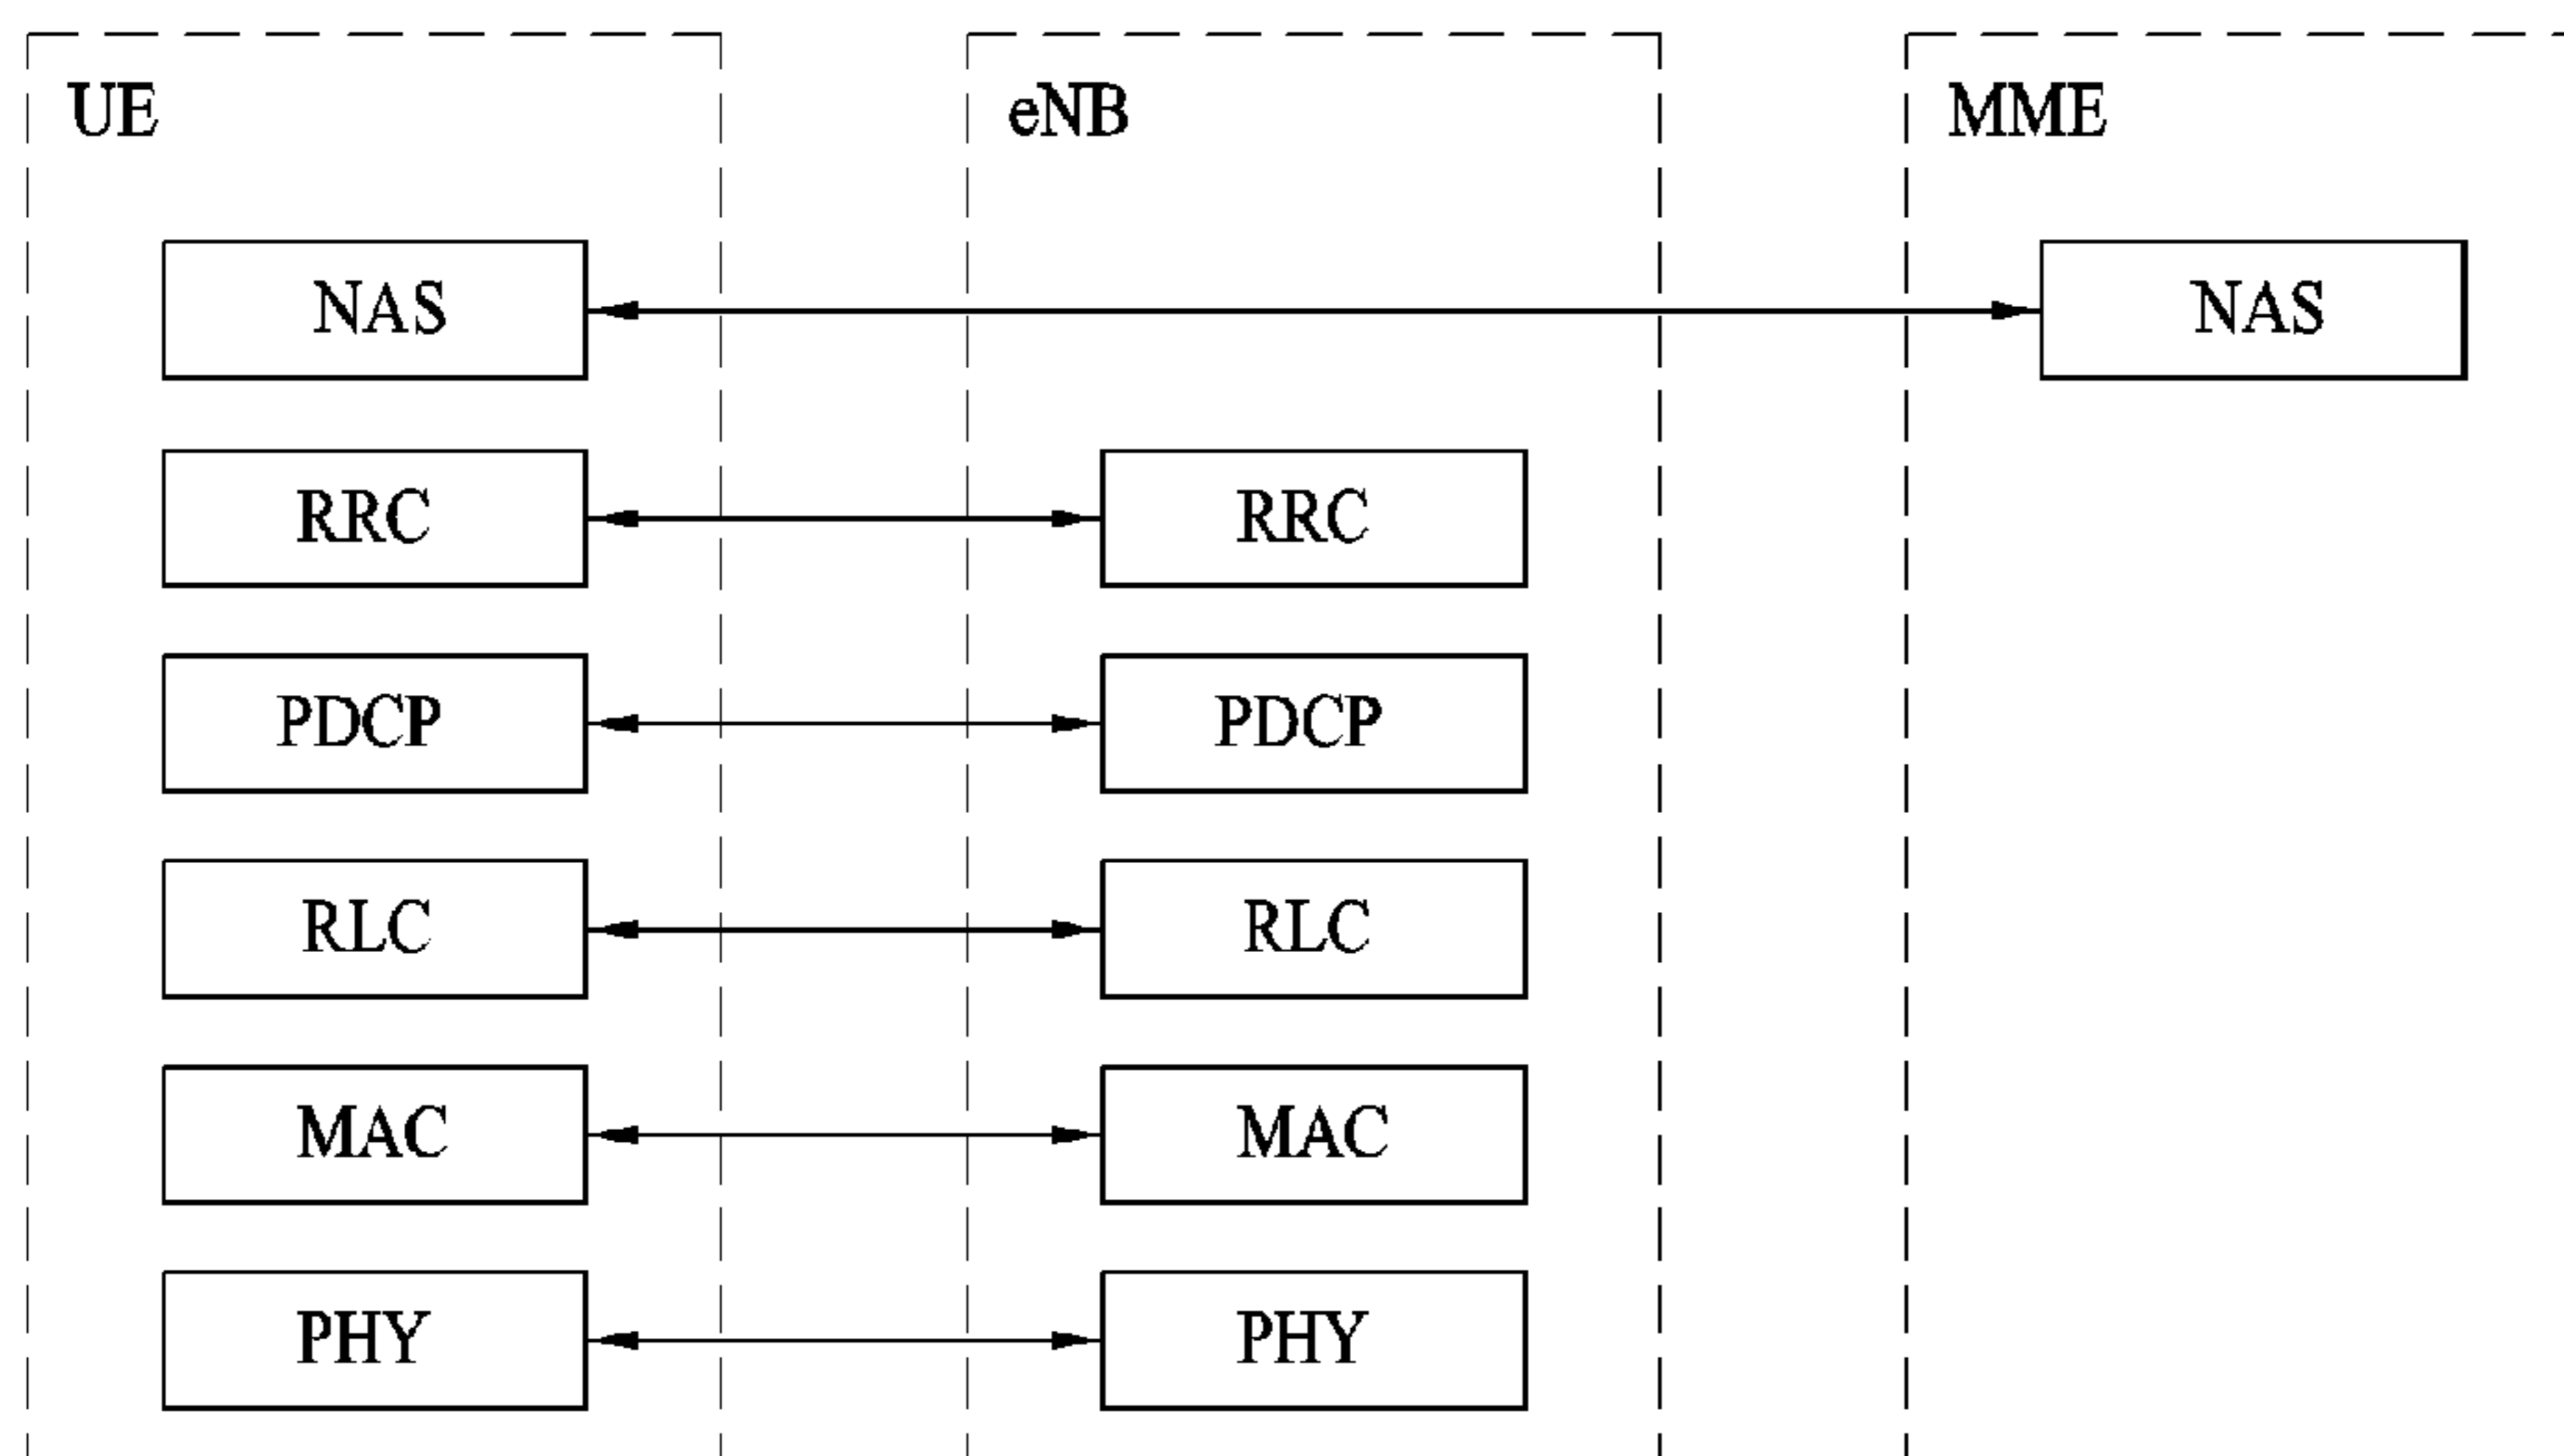 UE eNB MME
NAS NAS
RRC RRC
PDCP PDCP
RLC RLC
MAC MAC
PHY PHY